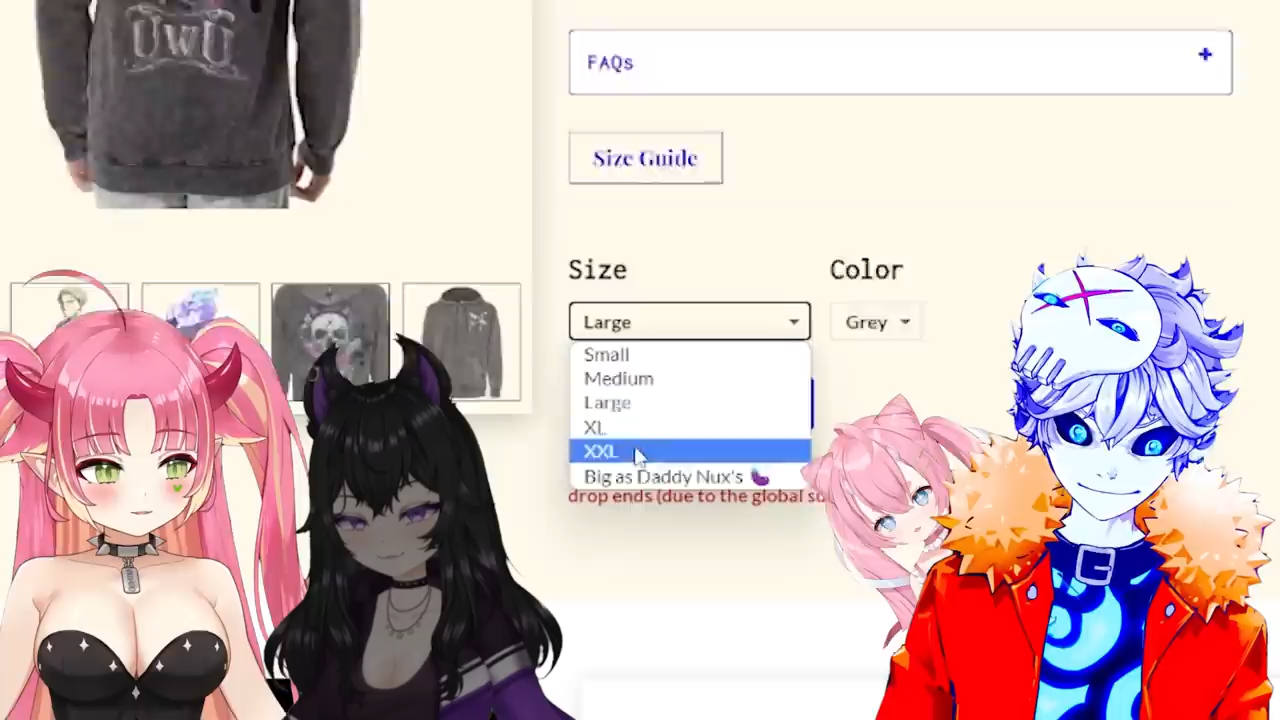 UwU
FAQs +
Size Guide
Size
Color
Large
Grey
Small
Medium
Large
XL
XXL
Big as Daddy Nux's 🍆
drop ends (due to the global